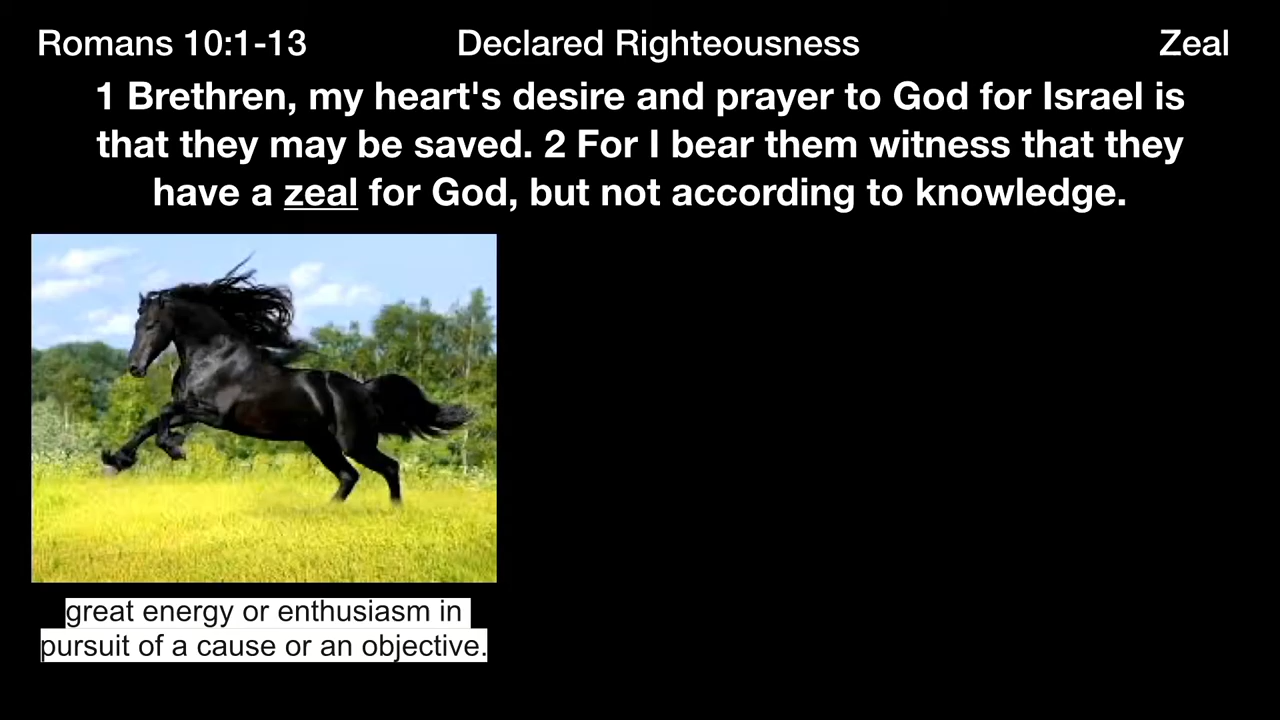 Romans 10:1-13 Declared Righteousness Zeal
1 Brethren, my heart's desire and prayer to God for Israel is
that they may be saved. 2 For I bear them witness that they
have a zeal for God, but not according to knowledge.
great energy or enthusiasm in
pursuit of a cause or an objective.